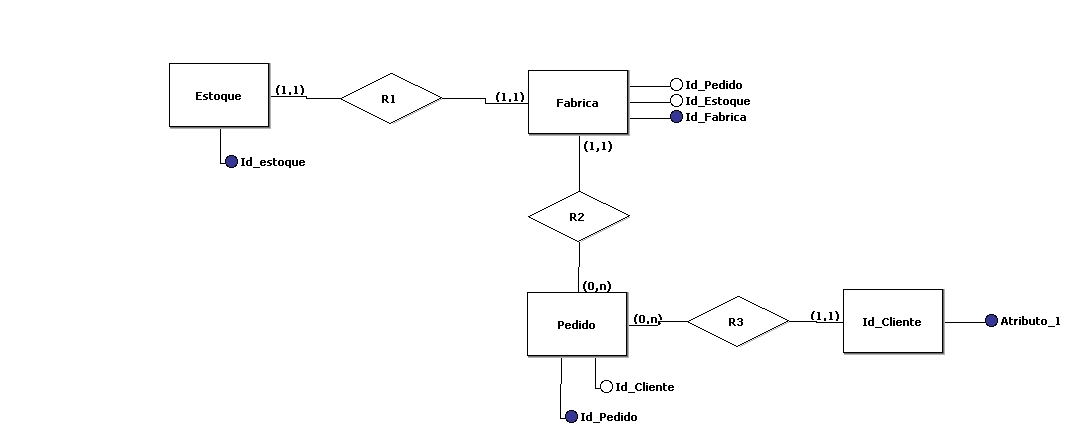 Estoque
(1,1)
R1
(1,1)
Fabrica
Id_Pedido
Id_Estoque
Id_Fabrica
Id_estoque
(1,1)
R2
(0,n)
Pedido
(0,n)
R3
(1,1)
Id_Cliente
Atributo_1
Id_Cliente
Id_Pedido